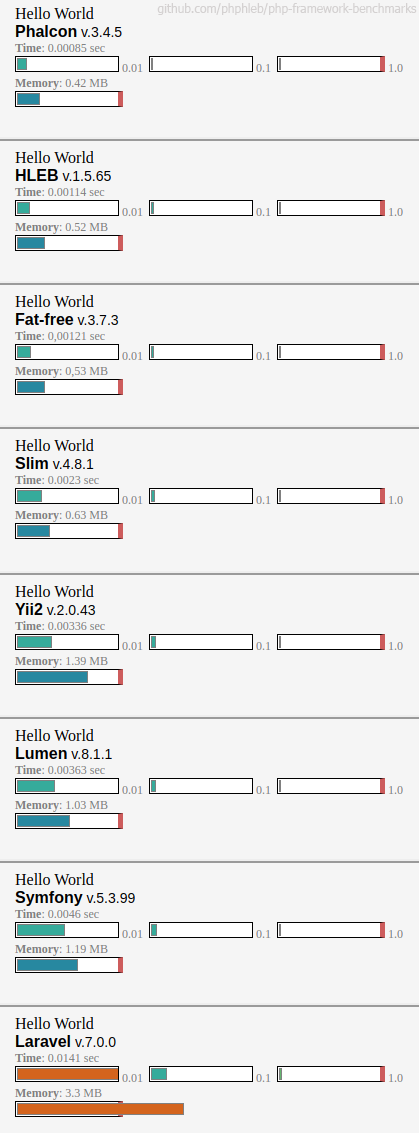 github.com/phphleb/php-framework-benchmarks
Hello World
Phalcon v.3.4.5
Time: 0.00085 sec
0.01 0.1 1.0
Memory: 0.42 MB
Hello World
HLEB v.1.5.65
Time: 0.00114 sec
0.01 0.1 1.0
Memory: 0.52 MB
Hello World
Fat-free v.3.7.3
Time: 0,00121 sec
0.01 0.1 1.0
Memory: 0,53 MB
Hello World
Slim v.4.8.1
Time: 0.0023 sec
0.01 0.1 1.0
Memory: 0.63 MB
Hello World
Yii2 v.2.0.43
Time: 0.00336 sec
0.01 0.1 1.0
Memory: 1.39 MB
Hello World
Lumen v.8.1.1
Time: 0.00363 sec
0.01 0.1 1.0
Memory: 1.03 MB
Hello World
Symfony v.5.3.99
Time: 0.0046 sec
0.01 0.1 1.0
Memory: 1.19 MB
Hello World
Laravel v.7.0.0
Time: 0.0141 sec
0.01 0.1 1.0
Memory: 3.3 MB